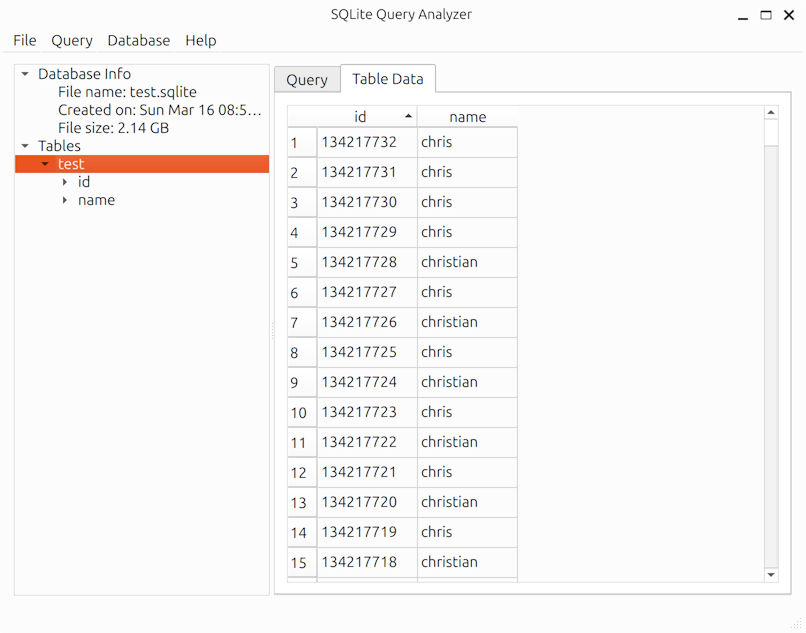 SQLite Query Analyzer
File Query Database Help
Database Info
File name: test.sqlite
Created on: Sun Mar 16 08:5...
File size: 2.14 GB
Tables
test
id
name
Query Table Data
id name
1 134217732 chris
2 134217731 chris
3 134217730 chris
4 134217729 chris
5 134217728 christian
6 134217727 chris
7 134217726 christian
8 134217725 chris
9 134217724 christian
10 134217723 chris
11 134217722 christian
12 134217721 chris
13 134217720 christian
14 134217719 chris
15 134217718 christian